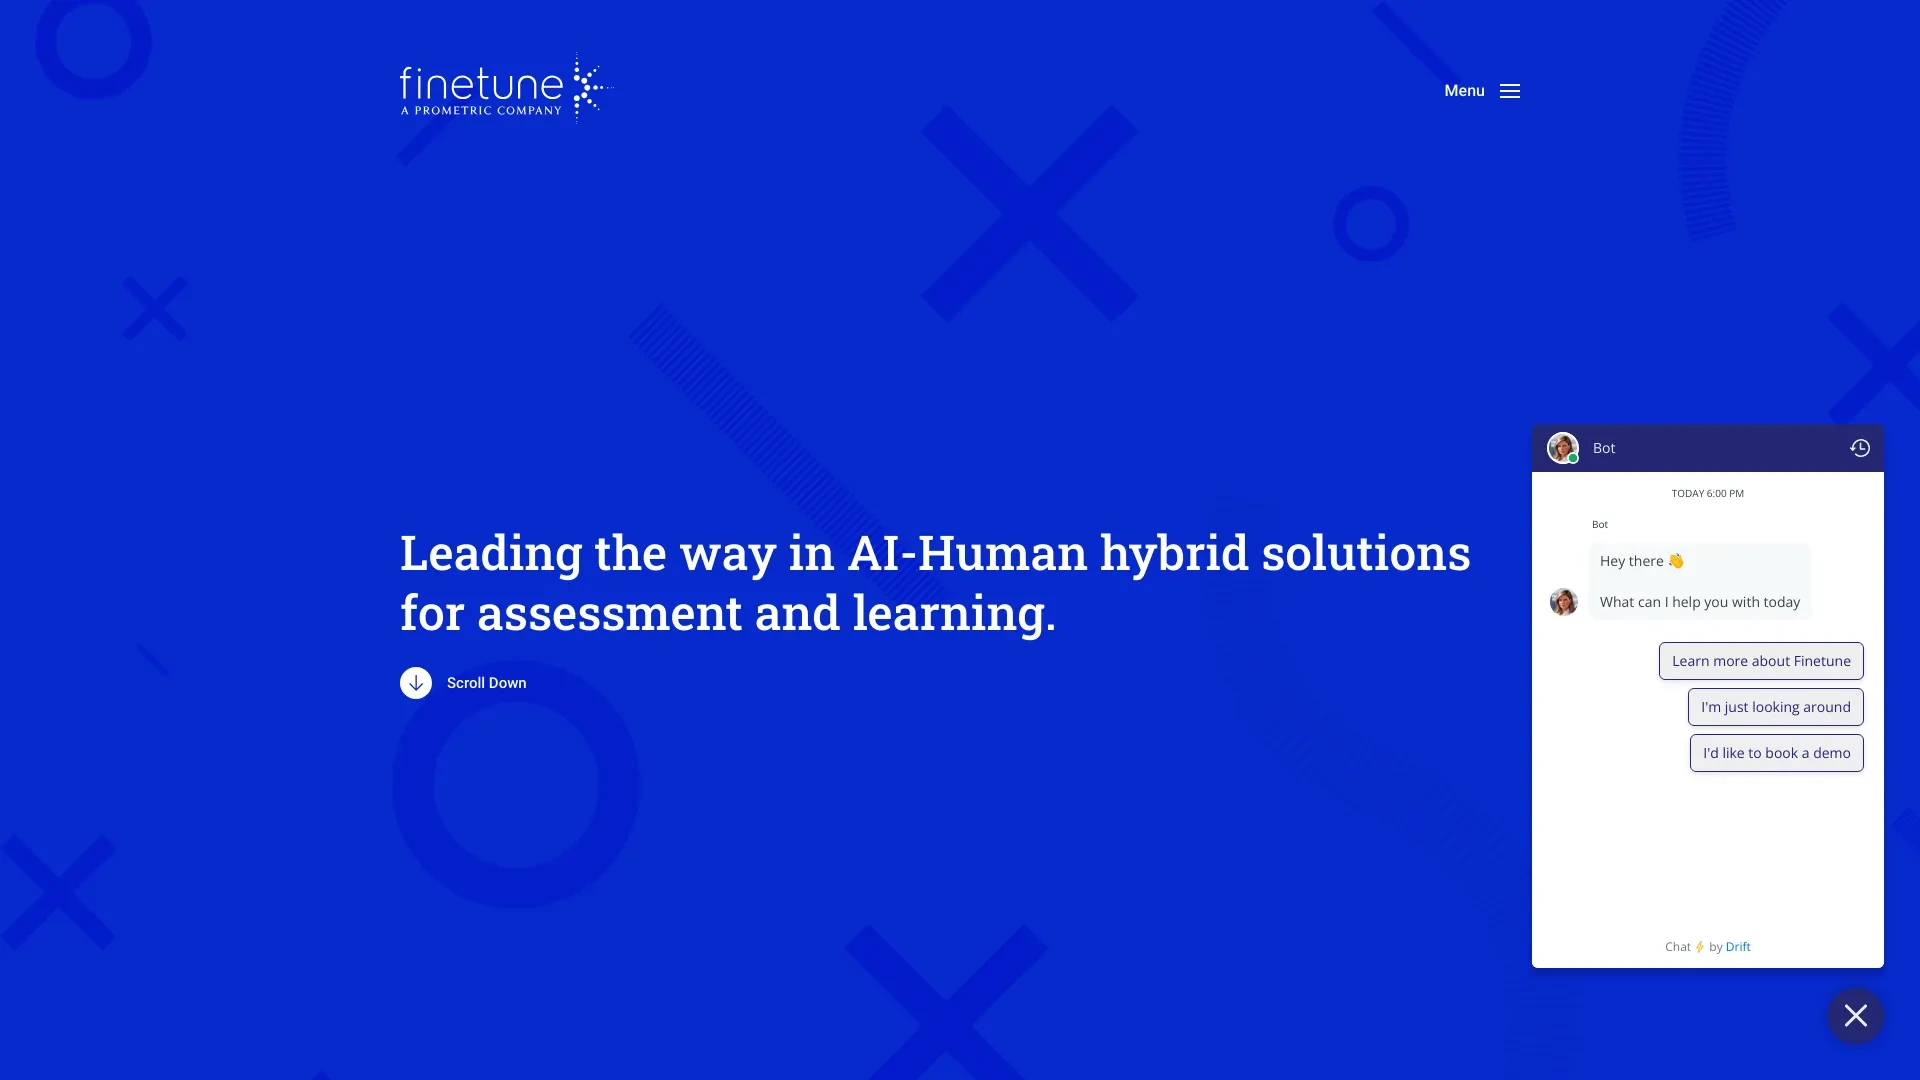 finetune
A PROMETRIC COMPANY
Menu
Leading the way in AI-Human hybrid solutions
for assessment and learning.
Scroll Down
Bot
TODAY 6:00 PM
Bot
Hey there 👋
What can I help you with today
Learn more about Finetune
I'm just looking around
I'd like to book a demo
Chat ⚡ by Drift